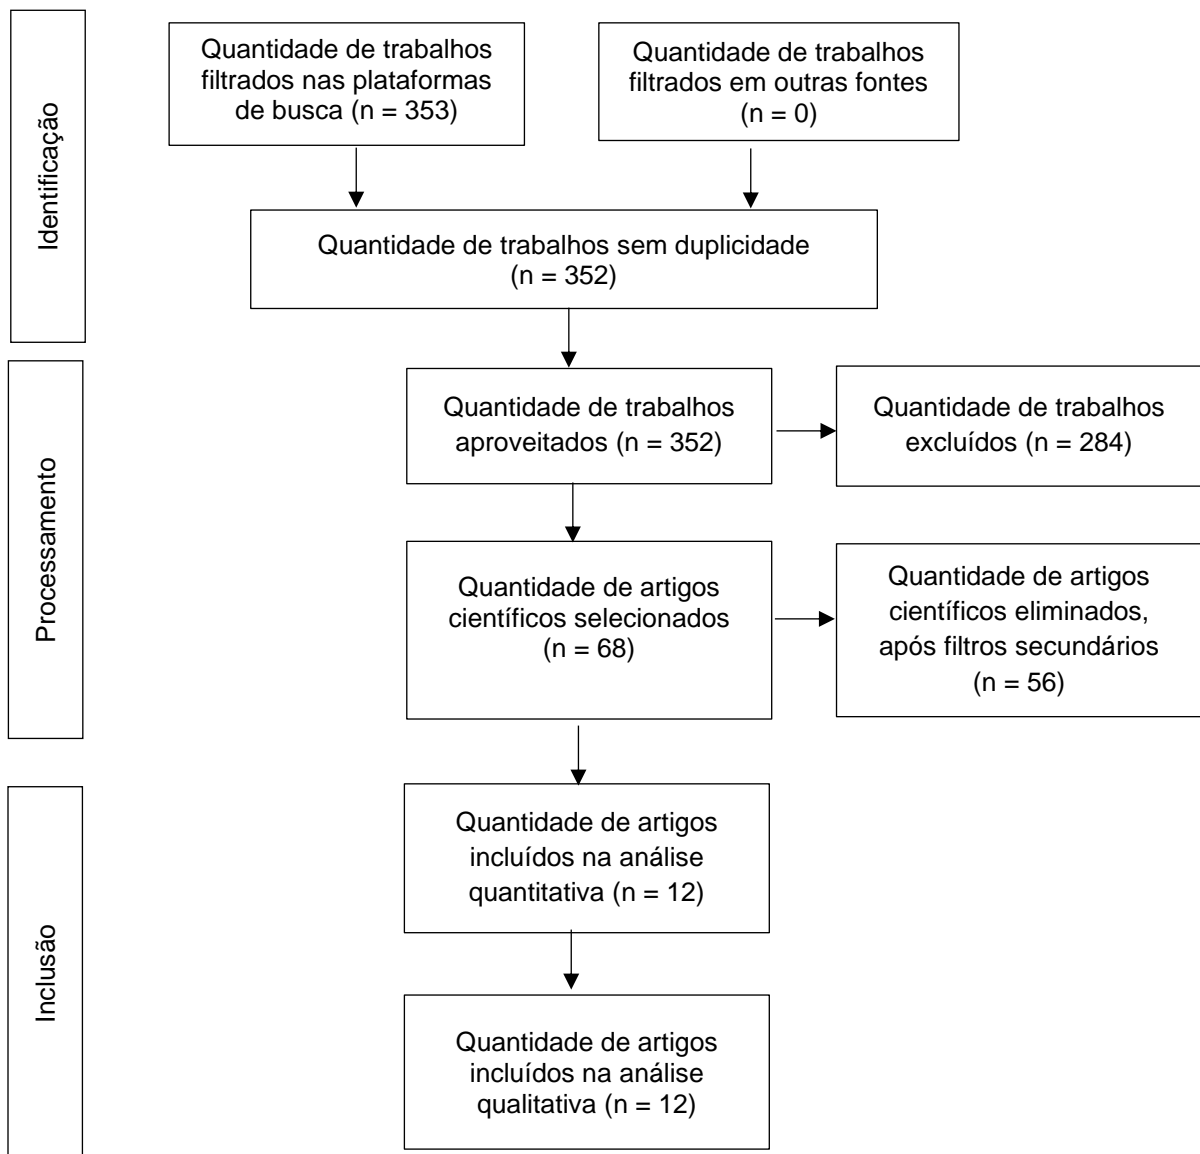 Identificação
Quantidade de trabalhos
filtrados nas plataformas
de busca (n = 353)
Quantidade de trabalhos
filtrados em outras fontes
(n = 0)
Quantidade de trabalhos sem duplicidade
(n = 352)
Processamento
Quantidade de trabalhos
aproveitados (n = 352)
Quantidade de trabalhos
excluídos (n = 284)
Quantidade de artigos
científicos selecionados
(n = 68)
Quantidade de artigos
científicos eliminados,
após filtros secundários
(n = 56)
Inclusão
Quantidade de artigos
incluídos na análise
quantitativa (n = 12)
Quantidade de artigos
incluídos na análise
qualitativa (n = 12)